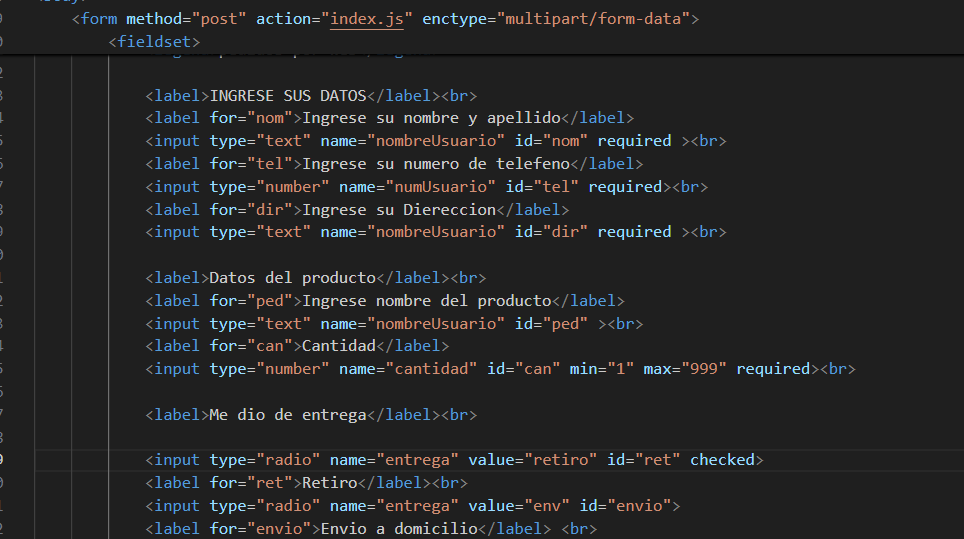 <form method="post" action="index.js" enctype="multipart/form-data">
<fieldset>
<label>INGRESE SUS DATOS</label><br>
<label for="nom">Ingrese su nombre y apellido</label>
<input type="text" name="nombreUsuario" id="nom" required ><br>
<label for="tel">Ingrese su numero de telefeno</label>
<input type="number" name="numUsuario" id="tel" required><br>
<label for="dir">Ingrese su Diereccion</label>
<input type="text" name="nombreUsuario" id="dir" required ><br>
<label>Datos del producto</label><br>
<label for="ped">Ingrese nombre del producto</label>
<input type="text" name="nombreUsuario" id="ped" ><br>
<label for="can">Cantidad</label>
<input type="number" name="cantidad" id="can" min="1" max="999" required><br>
<label>Me dio de entrega</label><br>
<input type="radio" name="entrega" value="retiro" id="ret" checked>
<label for="ret">Retiro</label><br>
<input type="radio" name="entrega" value="env" id="envio">
<label for="envio">Envio a domicilio</label> <br>